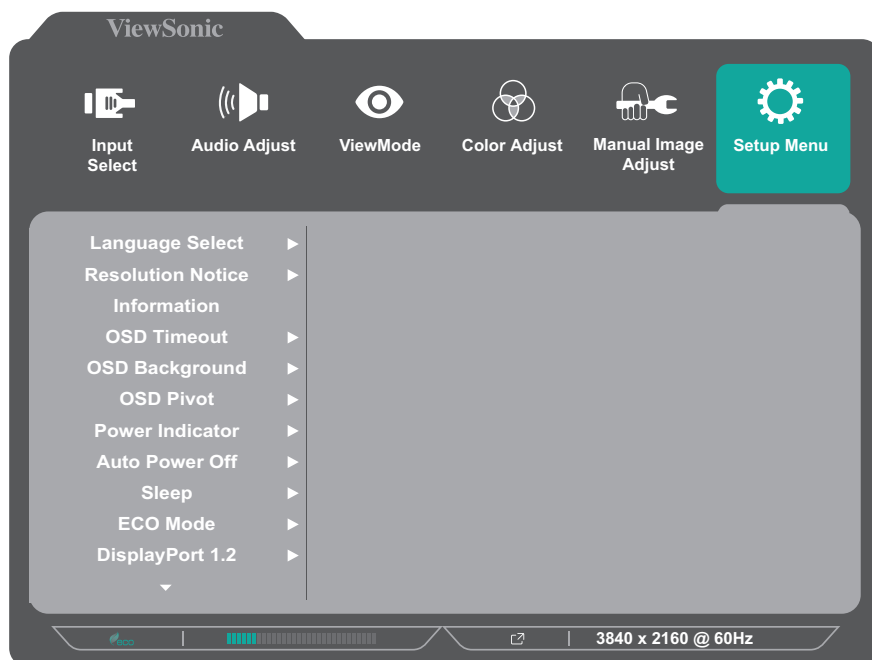 ViewSonic
Input
Select
Audio Adjust
ViewMode
Color Adjust
Manual Image
Adjust
Setup Menu
Language Select
Resolution Notice
Information
OSD Timeout
OSD Background
OSD Pivot
Power Indicator
Auto Power Off
Sleep
ECO Mode
DisplayPort 1.2
eco
3840 x 2160 @ 60Hz